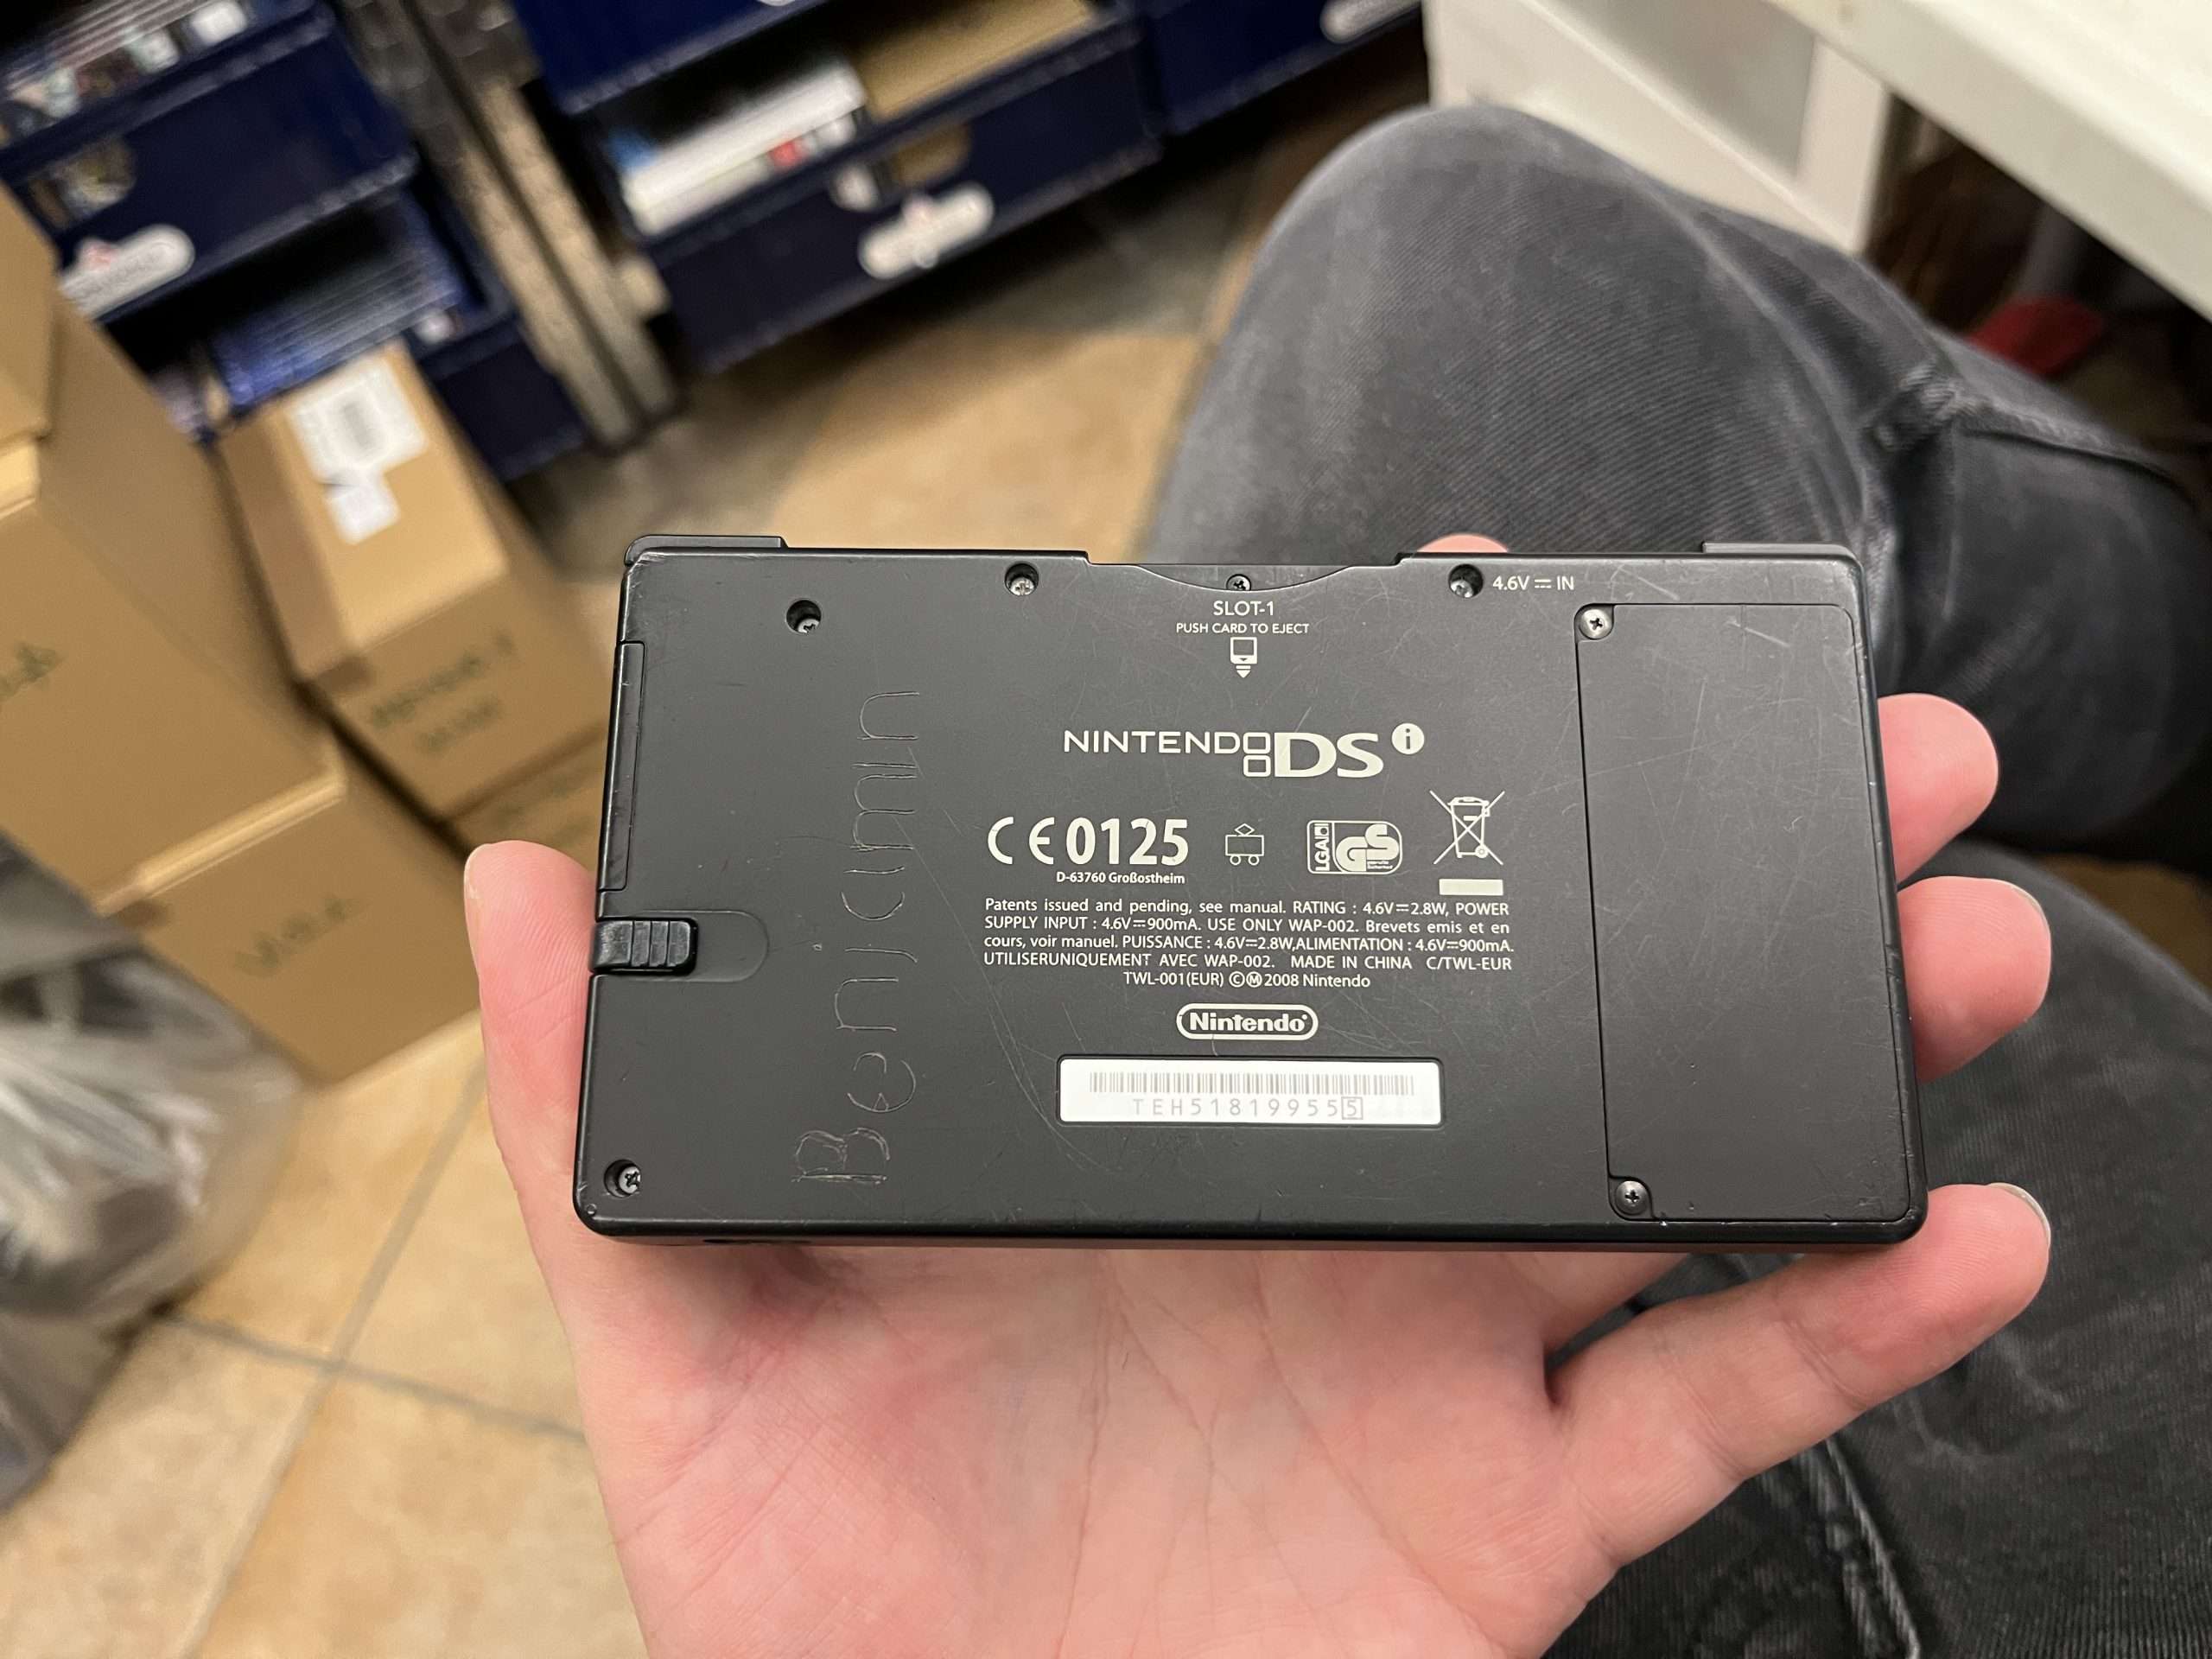 4.6V⎓IN
SLOT-1
PUSH CARD TO EJECT
NINTENDO DS i
CE0125
D-63760 Großostheim
LGAI GS
Patents issued and pending, see manual. RATING : 4.6V⎓2.8W, POWER
SUPPLY INPUT : 4.6V⎓900mA. USE ONLY WAP-002. Brevets emis et en
cours, voir manuel. PUISSANCE : 4.6V⎓2.8W,ALIMENTATION : 4.6V⎓900mA.
UTILISERUNIQUEMENT AVEC WAP-002. MADE IN CHINA C/TWL-EUR
TWL-001(EUR) ©Ⓜ2008 Nintendo
Nintendo
TEH518199555
Benjamin